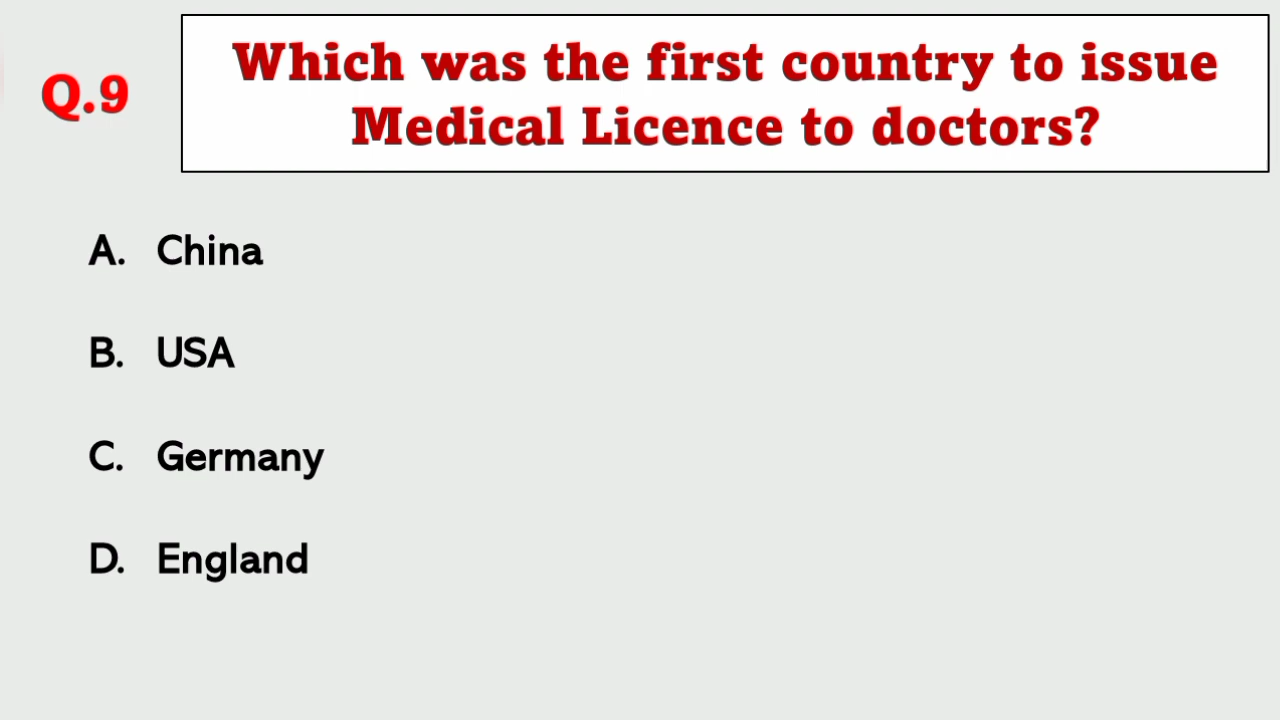 Q.9
Which was the first country to issue
Medical Licence to doctors?
A. China
B. USA
C. Germany
D. England